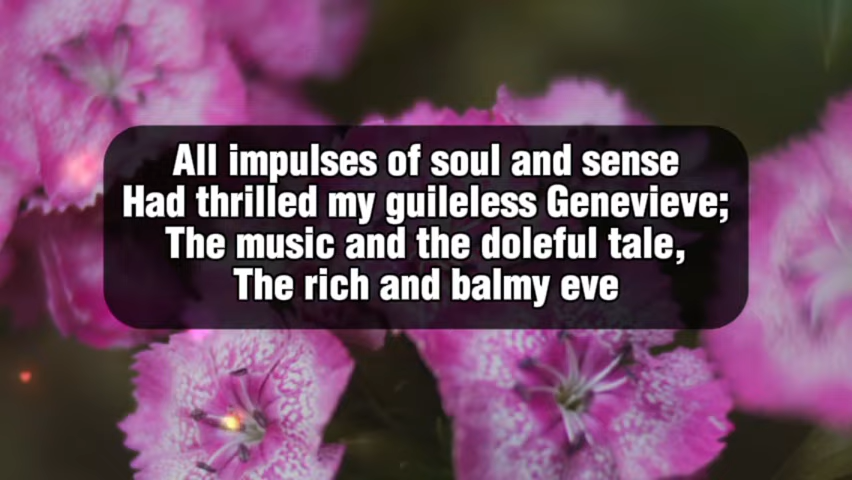 All impulses of soul and sense
Had thrilled my guileless Genevieve;
The music and the doleful tale,
The rich and balmy eve